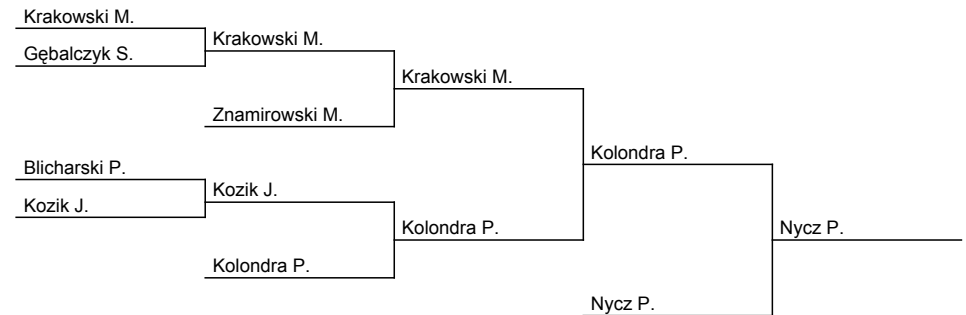 Krakowski M.
Gębalczyk S.
Krakowski M.
Krakowski M.
Znamirowski M.
Kolondra P.
Blicharski P.
Kozik J.
Kozik J.
Kolondra P.
Nycz P.
Kolondra P.
Nycz P.